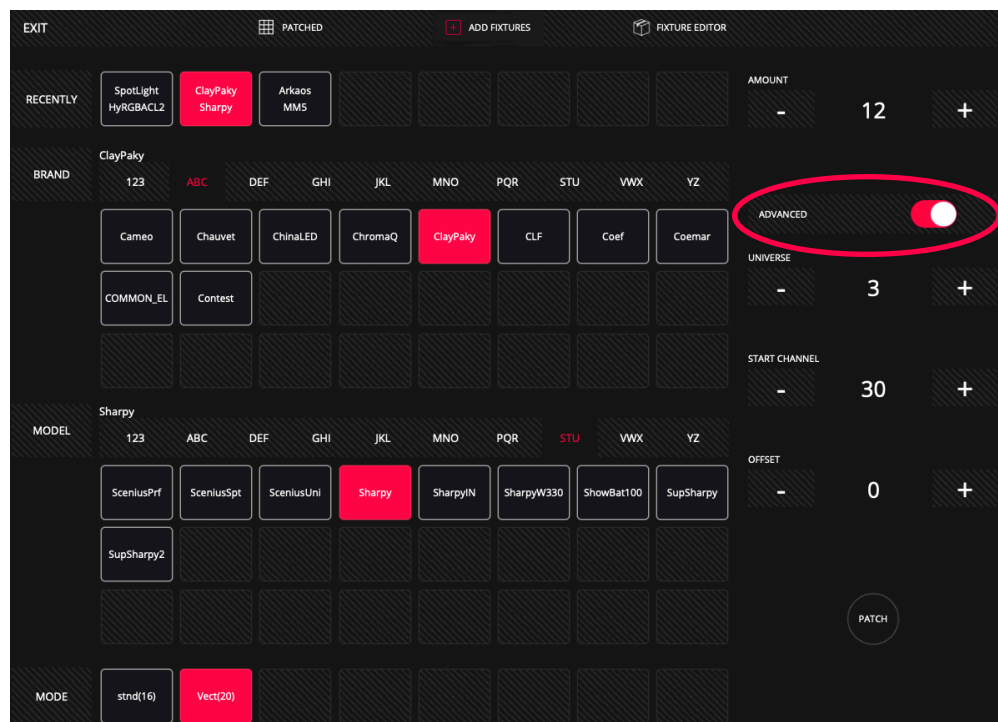 EXIT
PATCHED
ADD FIXTURES
FIXTURE EDITOR
RECENTLY
SpotLight
HyRGBACL2
ClayPaky
Sharpy
Arkaos
MM5
AMOUNT
- 12 +
BRAND
ClayPaky
123 ABC DEF GHI JKL MNO PQR STU VWX YZ
Cameo Chauvet ChinaLED ChromaQ ClayPaky CLF Coef Coemar
COMMON_EL Contest
ADVANCED
UNIVERSE
- 3 +
START CHANNEL
- 30 +
MODEL
Sharpy
123 ABC DEF GHI JKL MNO PQR STU VWX YZ
SceniusPrf SceniusSpt SceniusUni Sharpy SharpyIN SharpyW330 ShowBat100 SupSharpy
SupSharpy2
OFFSET
- 0 +
PATCH
MODE
stnd(16) Vect(20)